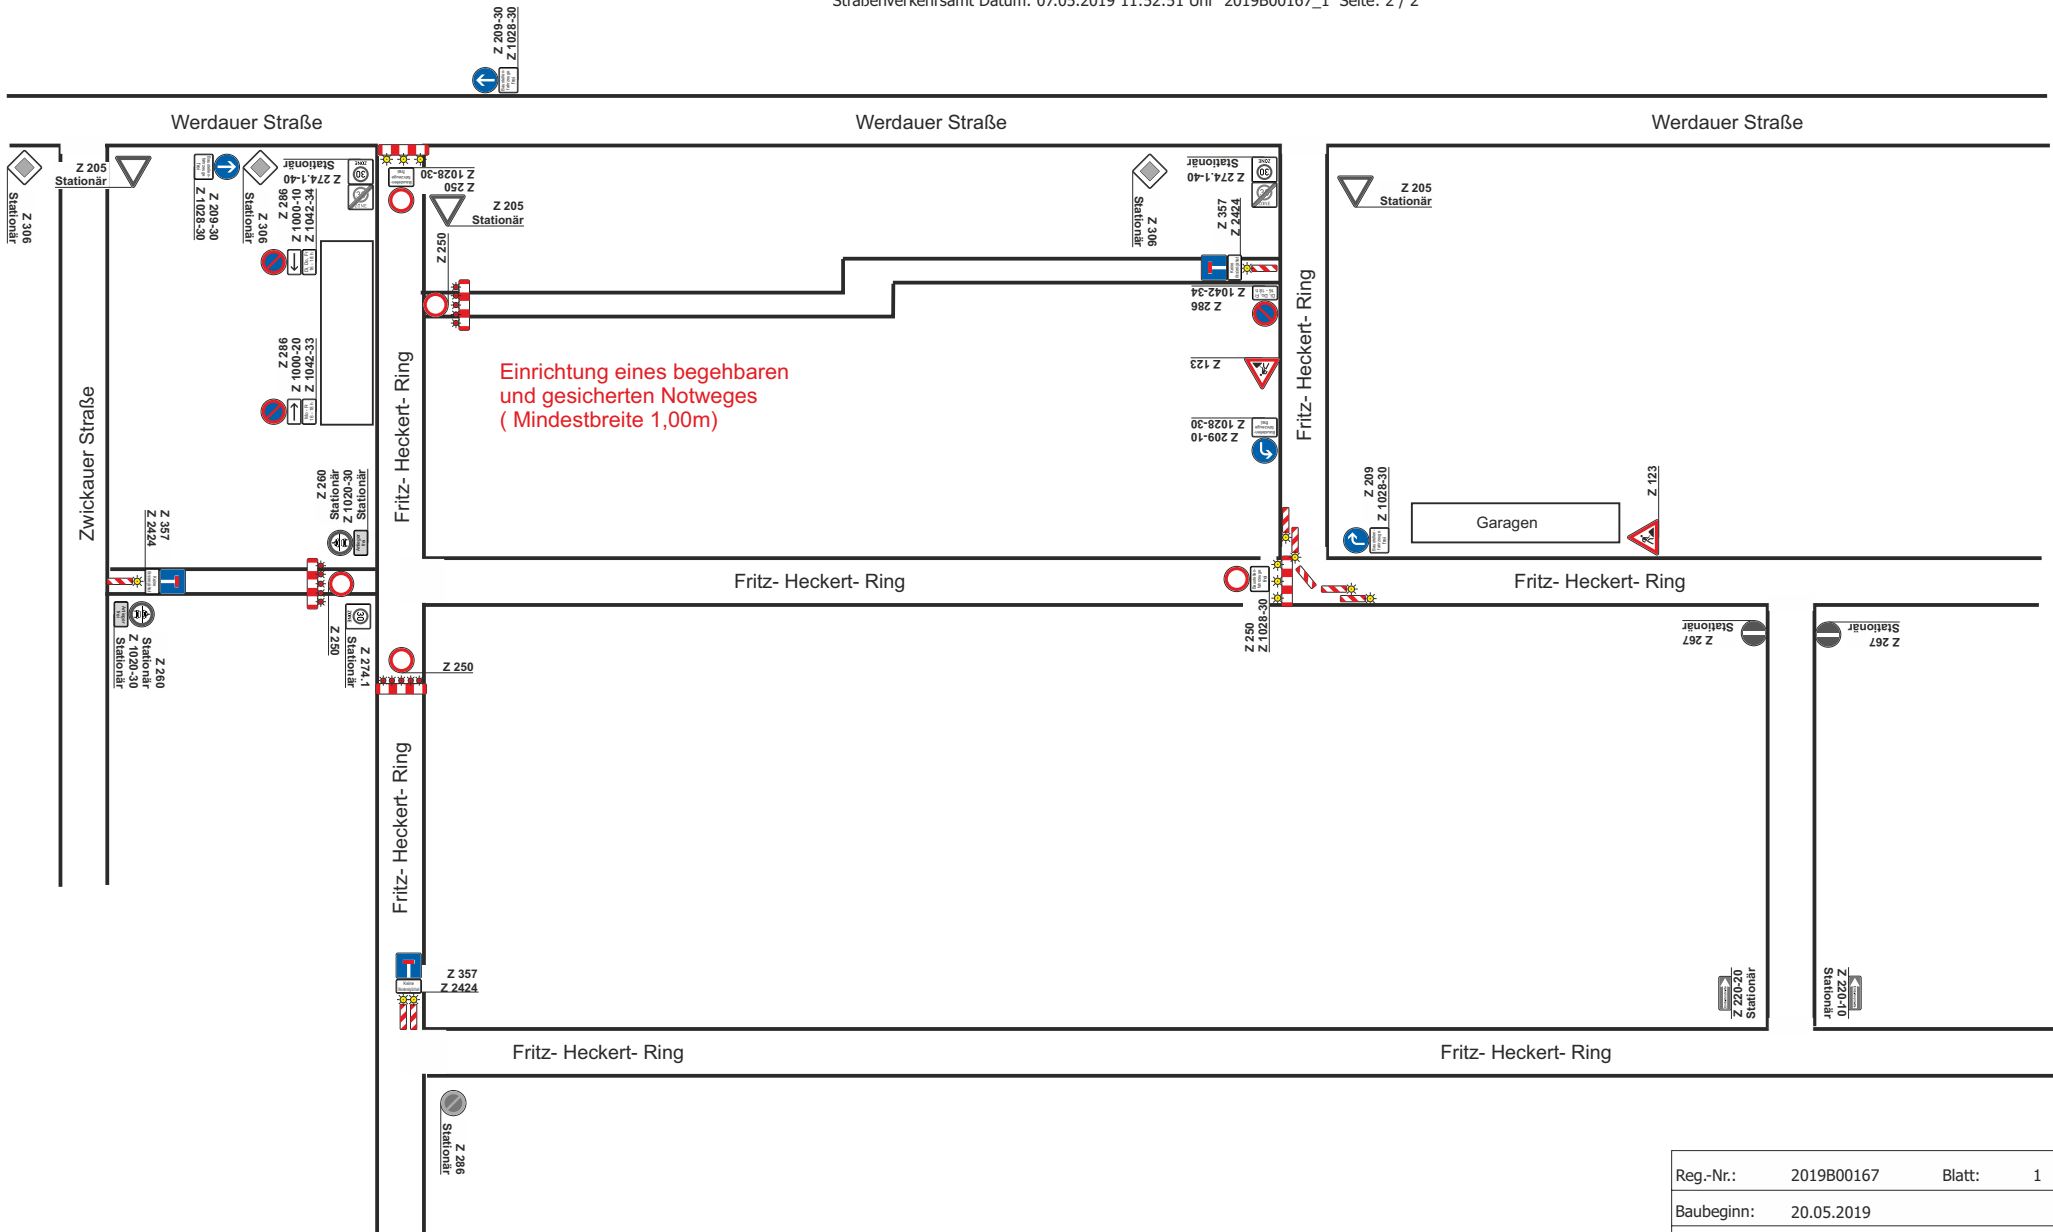 Straßenverkehrsamt Datum: 07.05.2019 11:52:51 Uhr 2019B00167_1 Seite: 2 / 2
Z 209-30
Z 1028-30
Werdauer Straße
Werdauer Straße
Werdauer Straße
Z 306
Stationär
Z 205
Stationär
Z 209-30
Z 1028-30
Z 306
Stationär
Z 274.1-40
Stationär
Z 286
Z 1000-10
Z 1042-34
Z 250
Z 1028-30
Z 205
Stationär
Z 250
Z 306
Stationär
Z 274.1-40
Stationär
Z 357
Z 2424
Z 205
Stationär
Z 286
Z 1042-34
Z 286
Z 1000-20
Z 1042-33
Z 123
Einrichtung eines begehbaren
und gesicherten Notweges
( Mindestbreite 1,00m)
Zwickauer Straße
Fritz- Heckert- Ring
Fritz- Heckert- Ring
Z 209-10
Z 1028-30
Z 260
Stationär
Z 1020-30
Stationär
Z 357
Z 2424
Z 209
Z 1028-30
Garagen
Z 123
Fritz- Heckert- Ring
Fritz- Heckert- Ring
Z 260
Stationär
Z 1020-30
Stationär
Z 250
Z 274.1
Stationär
Z 250
Z 250
Z 1028-30
Z 267
Stationär
Z 267
Stationär
Fritz- Heckert- Ring
Z 357
Z 2424
Z 220-20
Stationär
Z 220-10
Stationär
Fritz- Heckert- Ring
Fritz- Heckert- Ring
Z 286
Stationär
Reg.-Nr.: 2019B00167 Blatt: 1
Baubeginn: 20.05.2019